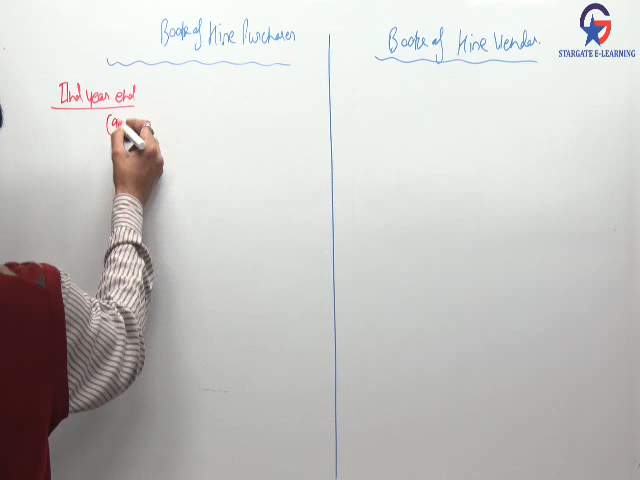 Books of Hire Purchaser
Books of Hire Vendor.
STARGATE E-LEARNING
IInd year end
(a